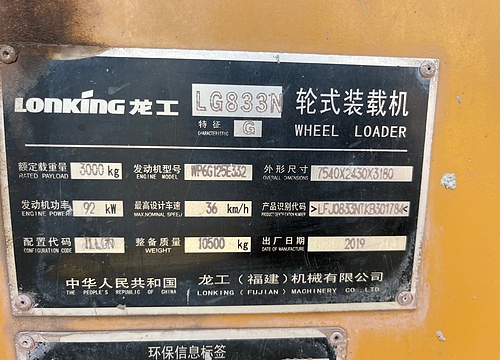 LONKING 龙工 LG833N 轮式装载机
特征 G WHEEL LOADER
CHARACTERISTIC
额定载重量 3000 kg 发动机型号 WP6G125E332 外形尺寸 7540X2430X3180
RATED PAYLOAD ENGINE MODEL OVERALL DIMENSIONS
发动机功率 92 kW 最高设计车速 36 km/h 产品识别代码
ENGINE POWER MAX.NOMINAL SPEED PRODUCT IDENTIFICATION NUMBER
配置代码 整备质量 10500 kg 出厂日期 2019
CONFIGURATION CODE WEIGHT DATE OF MANUFACTURE
中华人民共和国 龙工（福建）机械有限公司
THE PEOPLE'S REPUBLIC OF CHINA LONKING (FUJIAN) MACHINERY CO.,LTD
环保信息标签